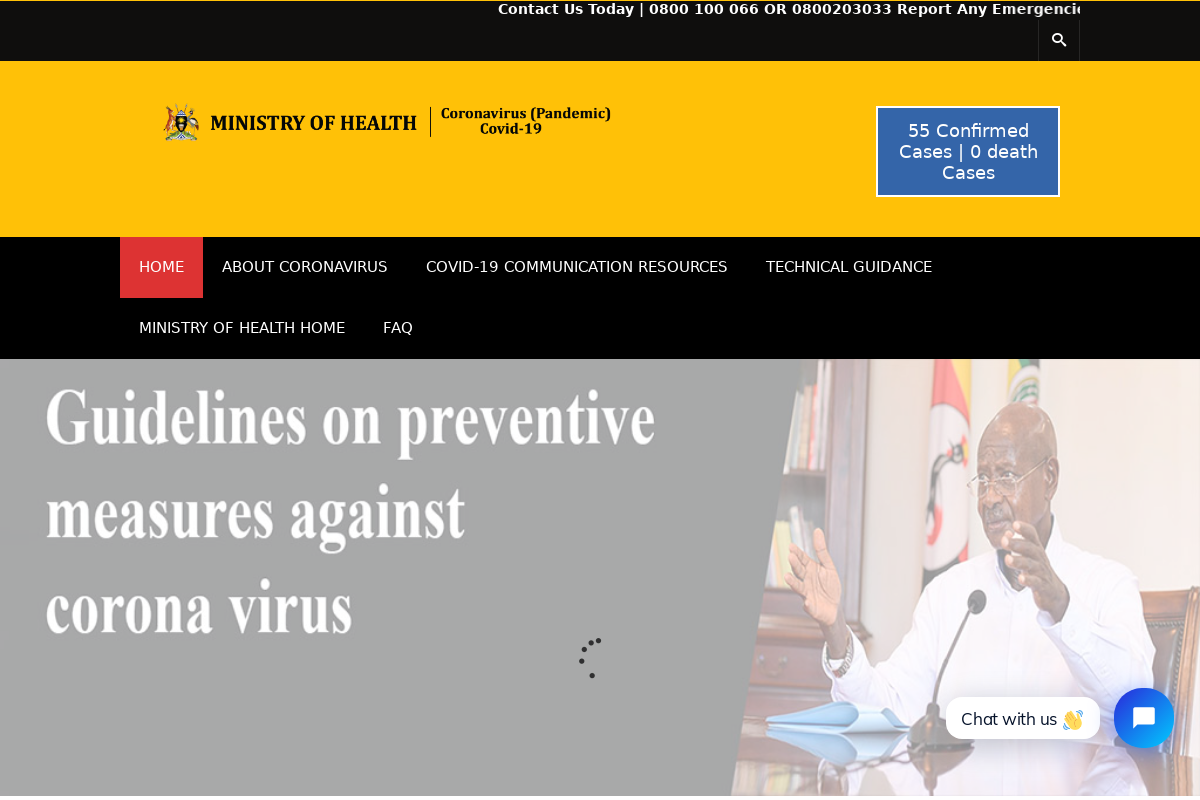 Contact Us Today | 0800 100 066 OR 0800203033 Report Any
MINISTRY OF HEALTH
Coronavirus (Pandemic)
Covid-19
55 Confirmed
Cases | 0 death
Cases
HOME
ABOUT CORONAVIRUS
COVID-19 COMMUNICATION RESOURCES
TECHNICAL GUIDANCE
MINISTRY OF HEALTH HOME
FAQ
Guidelines on preventive
measures against
corona virus
Chat with us 👋